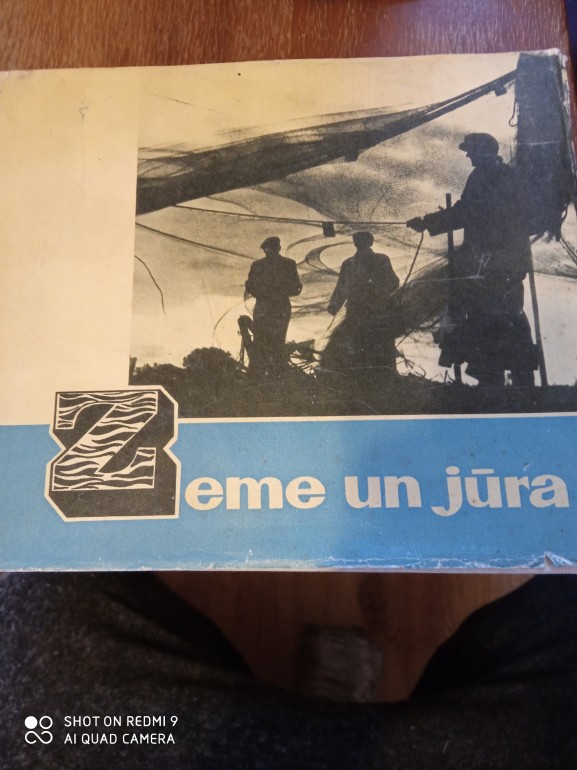 Zeme un jūra
SHOT ON REDMI 9
AI QUAD CAMERA